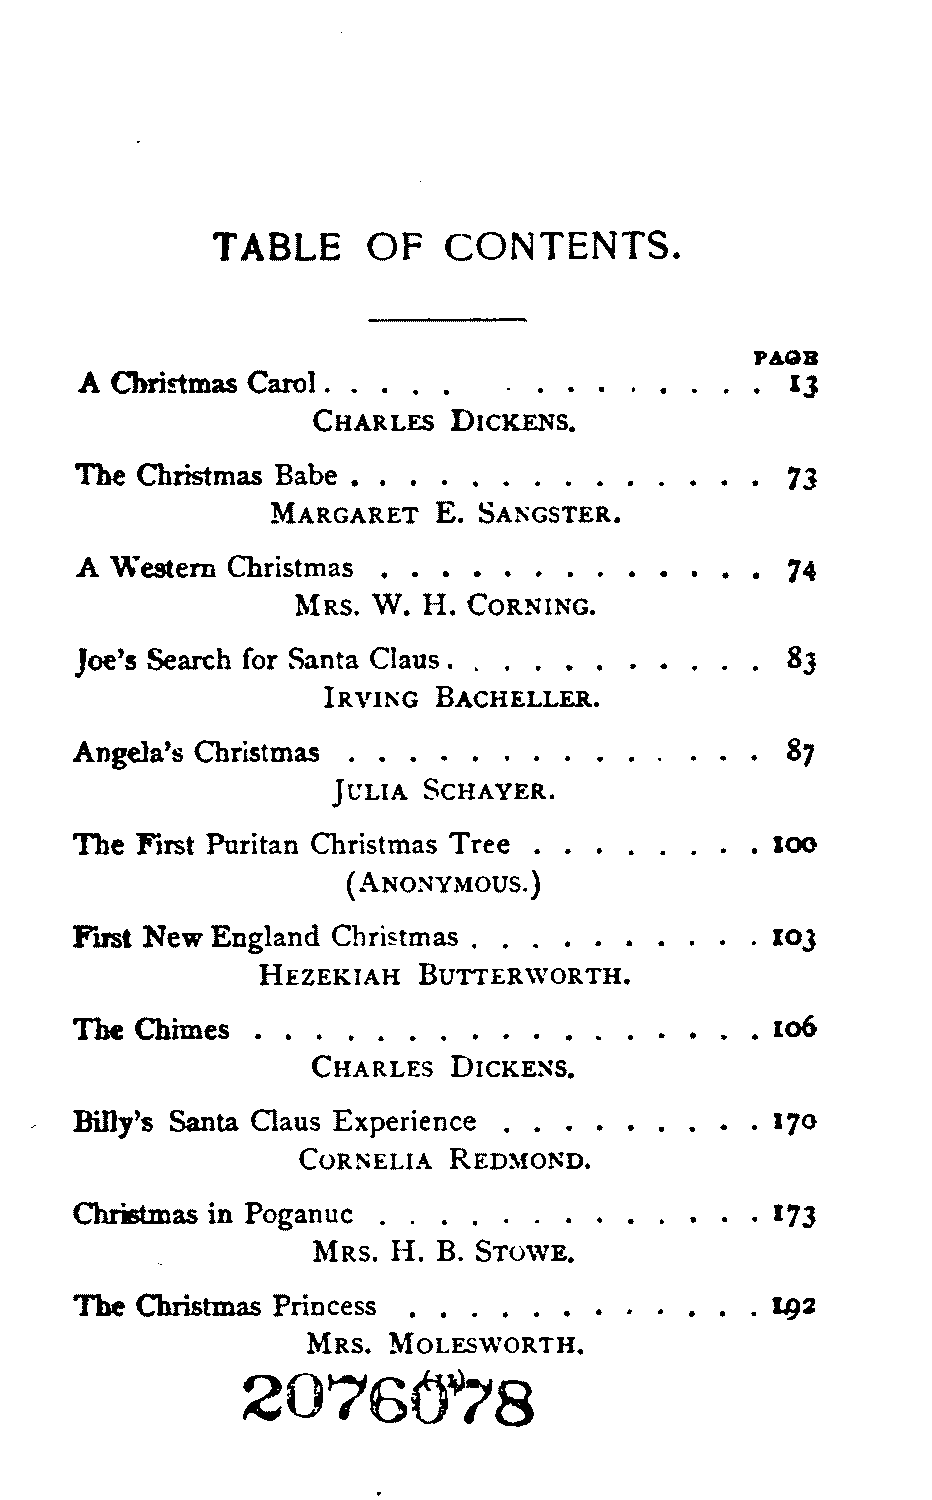 TABLE OF CONTENTS.
PAGE
A Christmas Carol. . . . . . . . . . . . . . 13
CHARLES DICKENS.
The Christmas Babe . . . . . . . . . . . . . . 73
MARGARET E. SANGSTER.
A Western Christmas . . . . . . . . . . . . . 74
MRS. W. H. CORNING.
Joe's Search for Santa Claus. . . . . . . . . . . 83
IRVING BACHELLER.
Angela's Christmas . . . . . . . . . . . . . . 87
JULIA SCHAYER.
The First Puritan Christmas Tree . . . . . . . . 100
(ANONYMOUS.)
First New England Christmas . . . . . . . . . . 103
HEZEKIAH BUTTERWORTH.
The Chimes . . . . . . . . . . . . . . . . . 106
CHARLES DICKENS.
Billy's Santa Claus Experience . . . . . . . . . 170
CORNELIA REDMOND.
Christmas in Poganuc . . . . . . . . . . . . . 173
MRS. H. B. STOWE.
The Christmas Princess . . . . . . . . . . . . 192
MRS. MOLESWORTH.
(11)
2076078